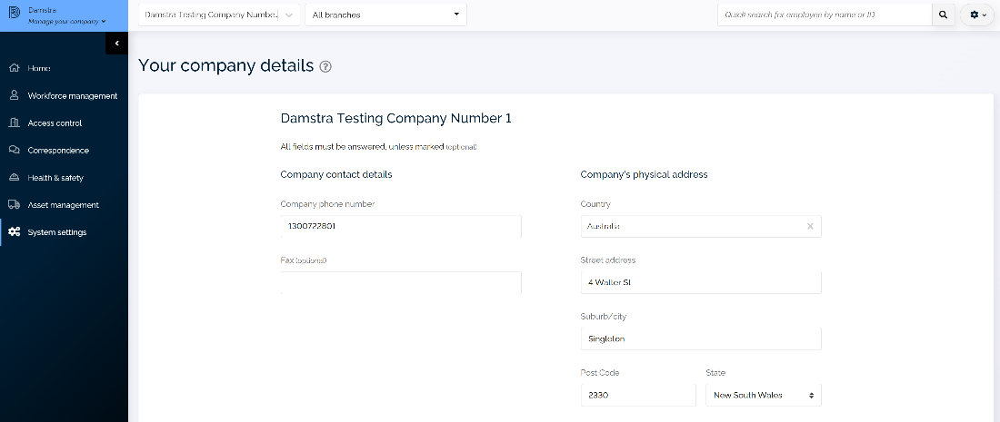 Damstra
Manage your company
Damstra Testing Company Numbe...
All branches
Quick search for employee by name or ID
Home
Workforce management
Access control
Correspondence
Health & safety
Asset management
System settings
Your company details
Damstra Testing Company Number 1
All fields must be answered, unless marked (optional)
Company contact details
Company phone number
1300722801
Fax (optional)
Company's physical address
Country
Australia
Street address
4 Walter St
Suburb/city
Singleton
Post Code
State
2330
New South Wales